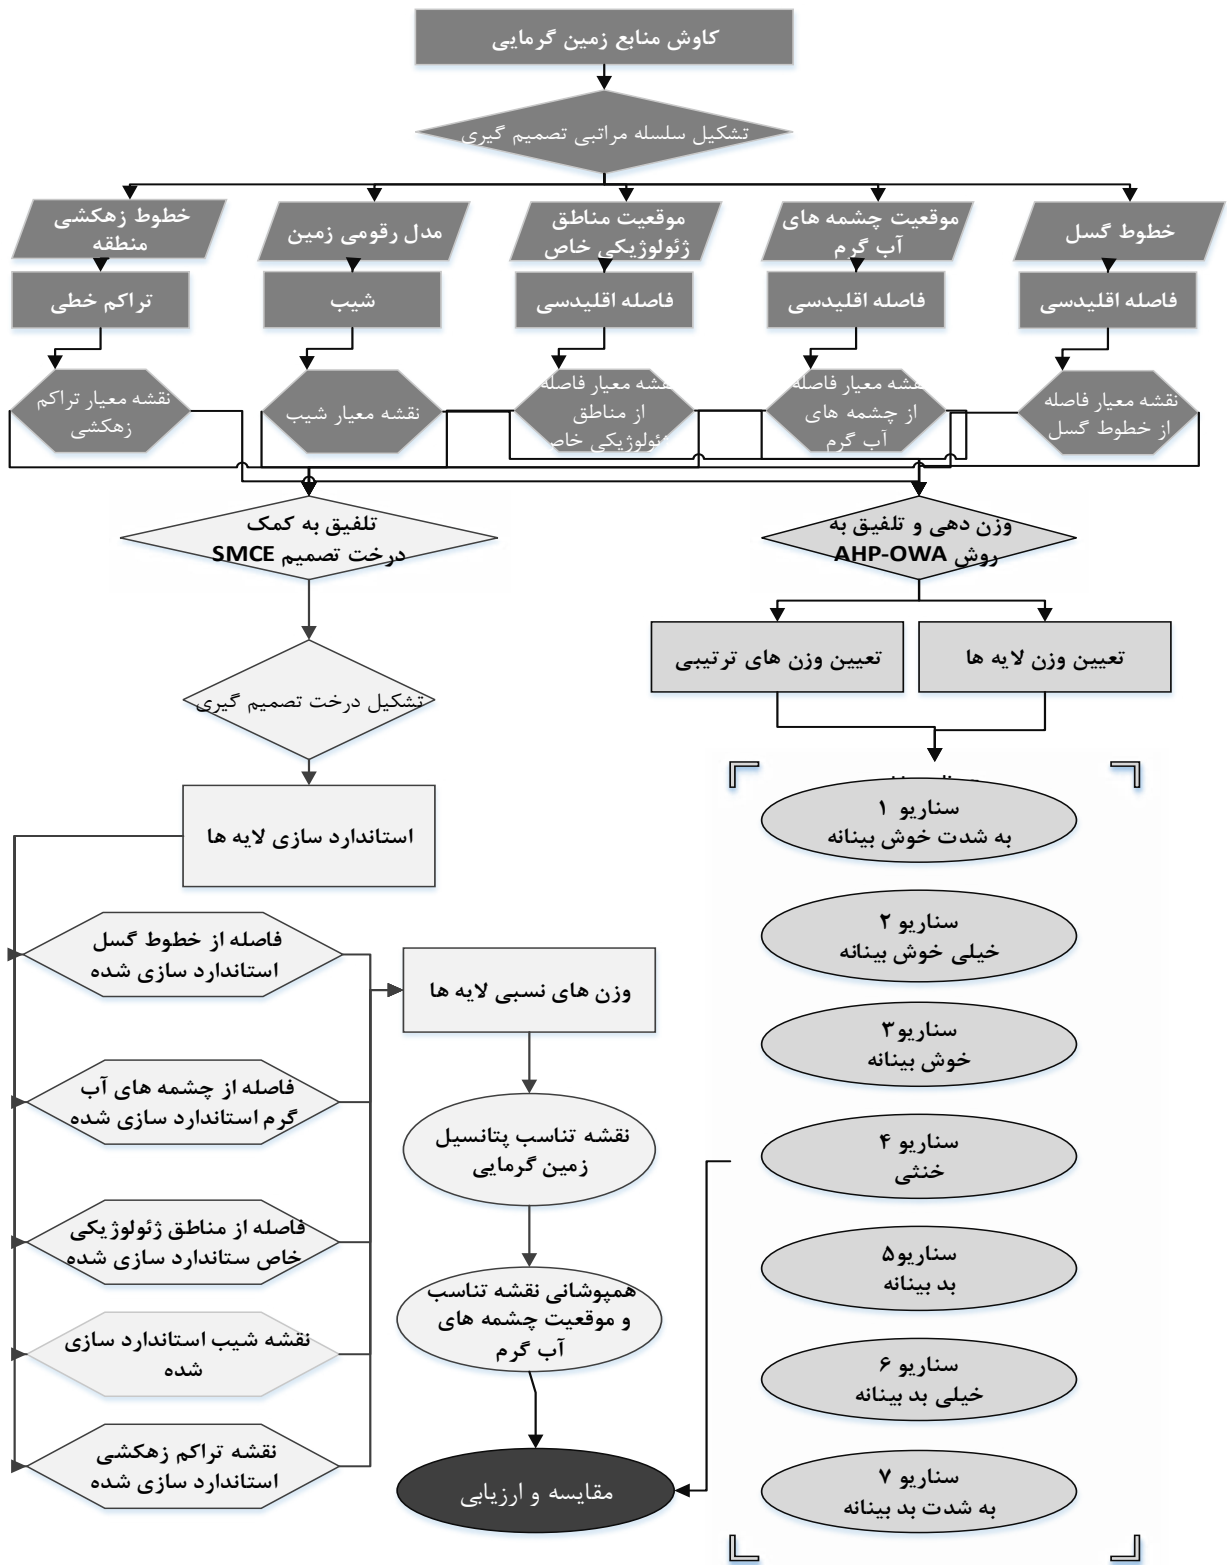 کاوش منابع زمین گرمایی
تشکیل سلسله مراتبی تصمیم گیری
خطوط گسل
موقعیت چشمه های
آب گرم
موقعیت مناطق
ژئولوژیکی خاص
مدل رقومی زمین
خطوط زهکشی
منطقه
فاصله اقلیدسی
فاصله اقلیدسی
فاصله اقلیدسی
شیب
تراکم خطی
نقشه معیار فاصله
از خطوط گسل
نقشه معیار فاصله
از چشمه های
آب گرم
نقشه معیار فاصله
از مناطق
ژئولوژیکی خاص
نقشه معیار شیب
نقشه معیار تراکم
زهکشی
وزن دهی و تلفیق به
روش AHP-OWA
تلفیق به کمک
درخت تصمیم SMCE
تعیین وزن لایه ها
تعیین وزن های ترتیبی
تشکیل درخت تصمیم گیری
استاندارد سازی لایه ها
سناریو ۱
به شدت خوش بینانه
سناریو ۲
خیلی خوش بینانه
سناریو۳
خوش بینانه
سناریو ۴
خنثی
سناریو۵
بد بینانه
سناریو ۶
خیلی بد بینانه
سناریو ۷
به شدت بد بینانه
فاصله از خطوط گسل
استاندارد سازی شده
فاصله از چشمه های آب
گرم استاندارد سازی شده
فاصله از مناطق ژئولوژیکی
خاص ستاندارد سازی شده
نقشه شیب استاندارد سازی
شده
نقشه تراکم زهکشی
استاندارد سازی شده
وزن های نسبی لایه ها
نقشه تناسب پتانسیل
زمین گرمایی
همپوشانی نقشه تناسب
و موقعیت چشمه های
آب گرم
مقایسه و ارزیابی